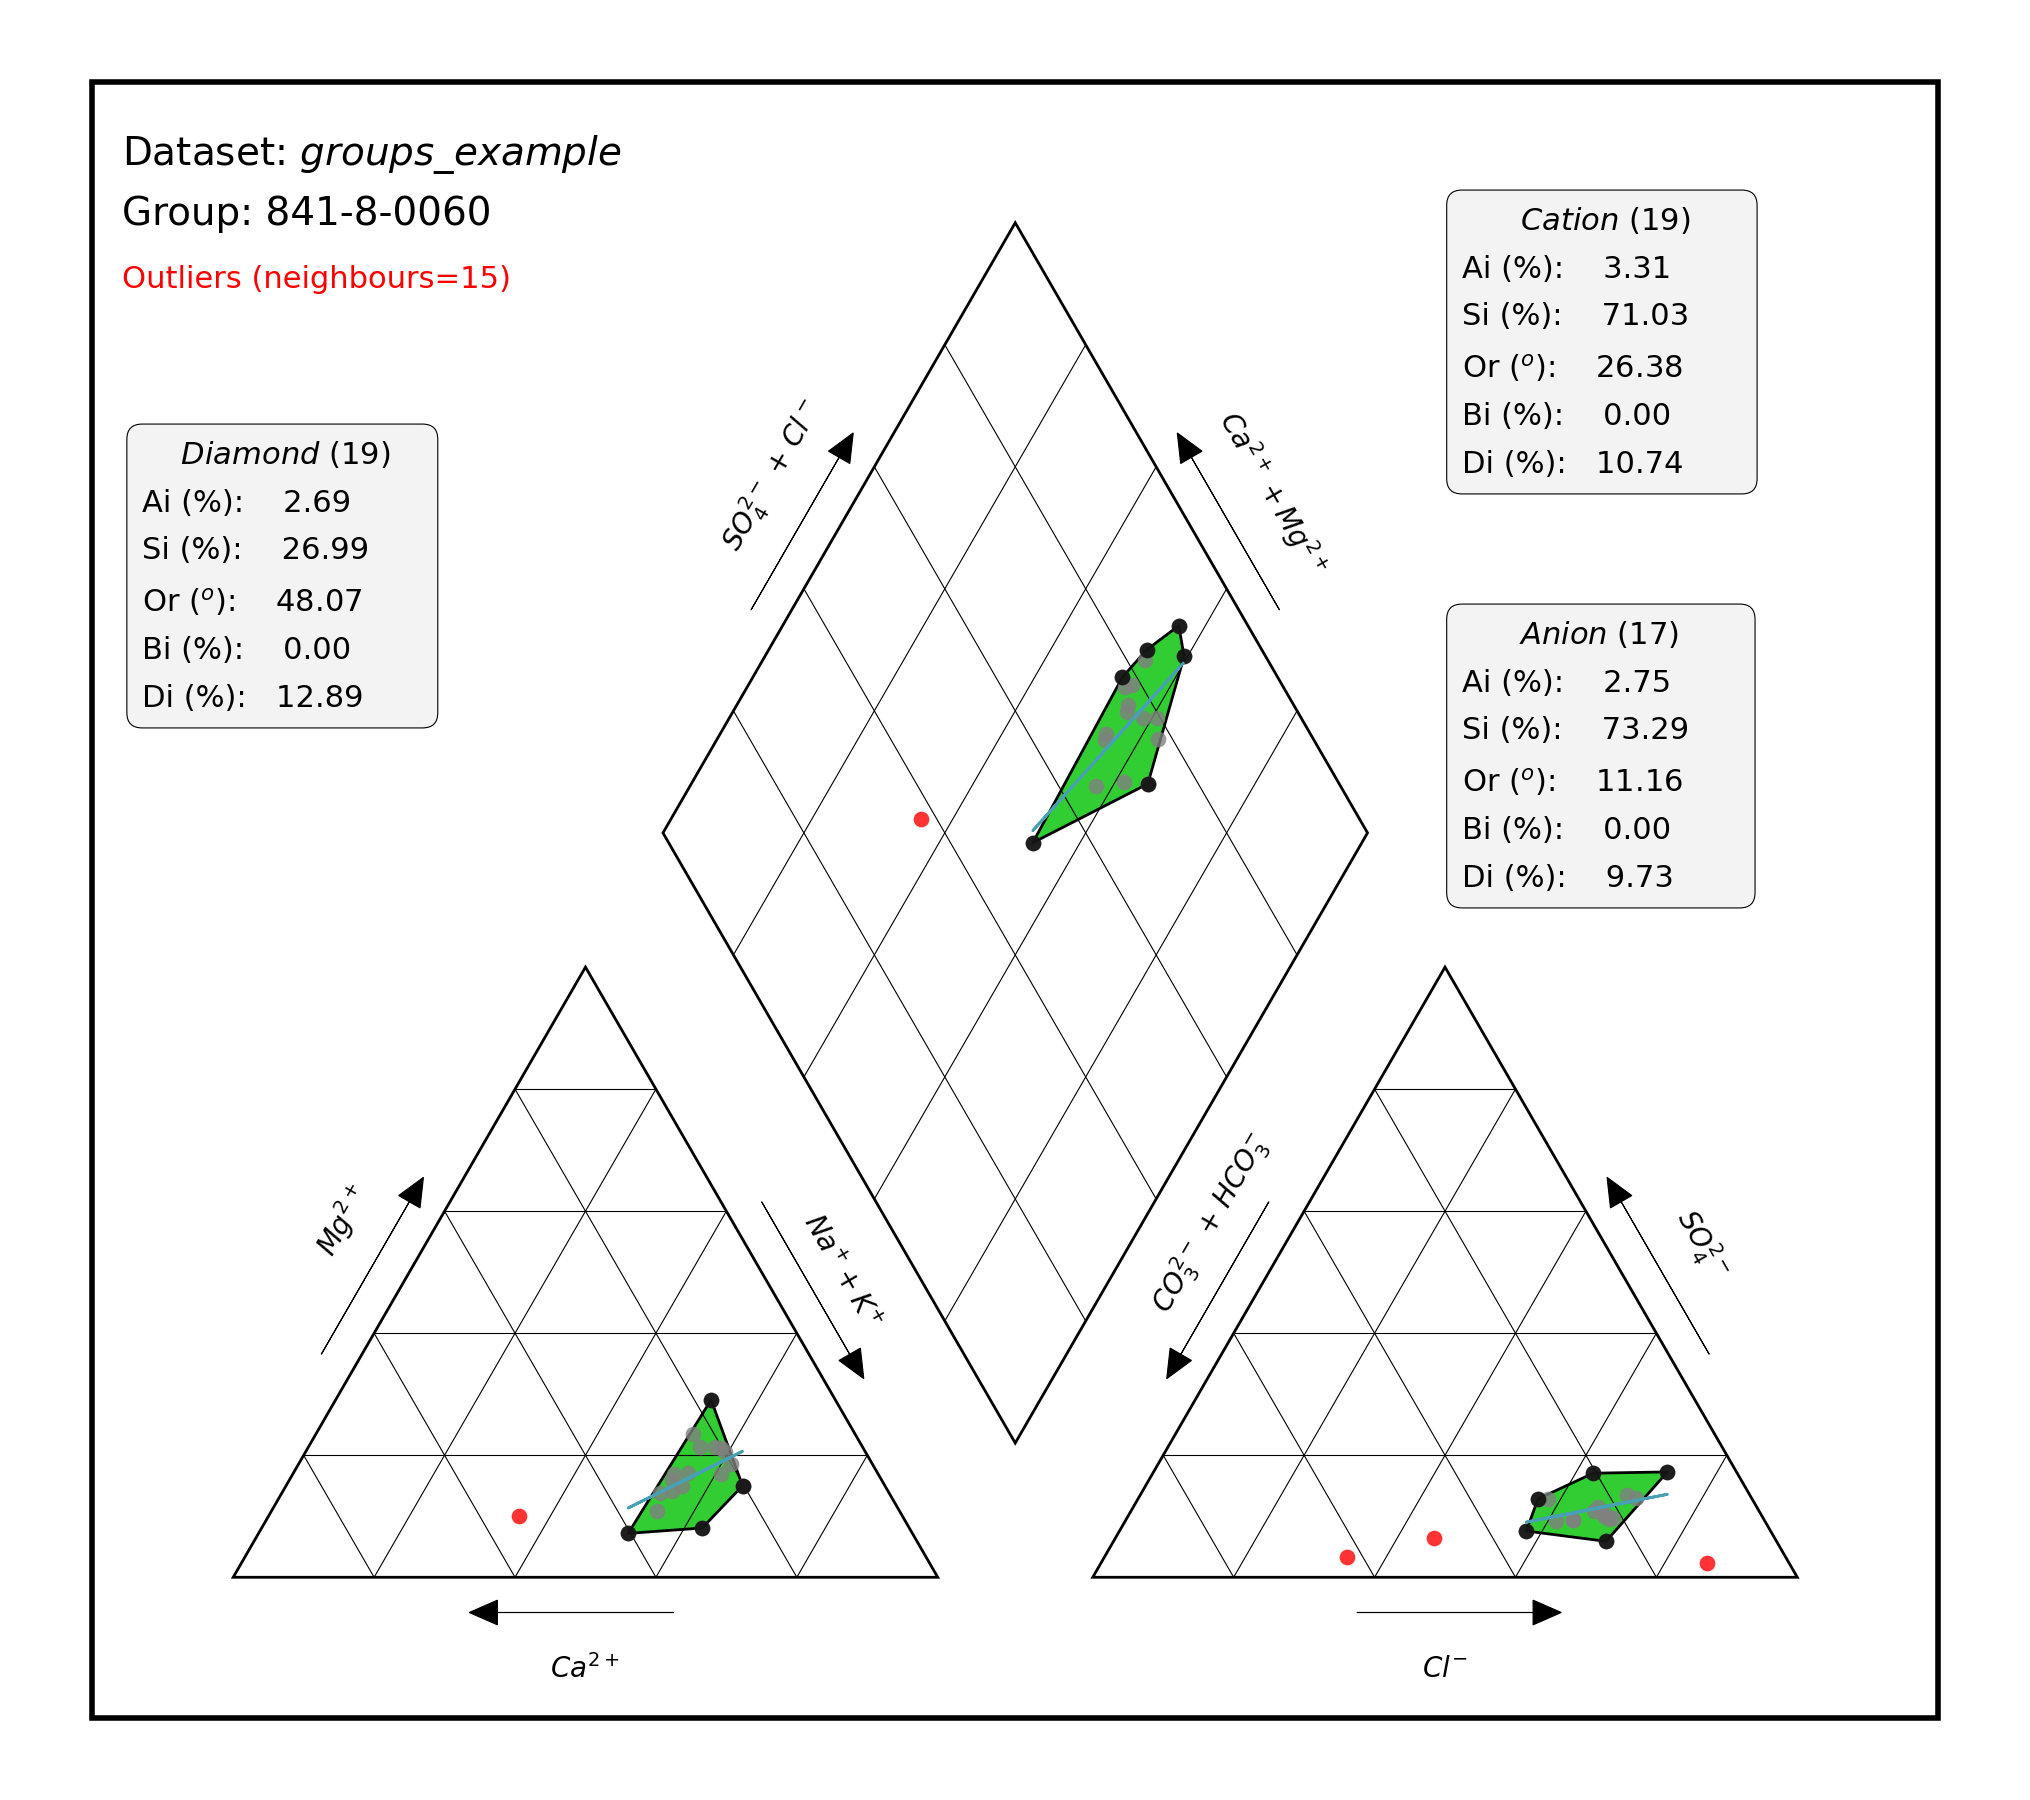 Dataset: groups_example
Group: 841-8-0060
Outliers (neighbours=15)
Diamond (19)
Ai (%): 2.69
Si (%): 26.99
Or (º): 48.07
Bi (%): 0.00
Di (%): 12.89
SO₄²⁻ + Cl⁻
Ca²⁺ + Mg²⁺
Cation (19)
Ai (%): 3.31
Si (%): 71.03
Or (º): 26.38
Bi (%): 0.00
Di (%): 10.74
Anion (17)
Ai (%): 2.75
Si (%): 73.29
Or (º): 11.16
Bi (%): 0.00
Di (%): 9.73
Mg²⁺
Na⁺ + K⁺
CO₃²⁻ + HCO₃⁻
SO₄²⁻
Ca²⁺
Cl⁻